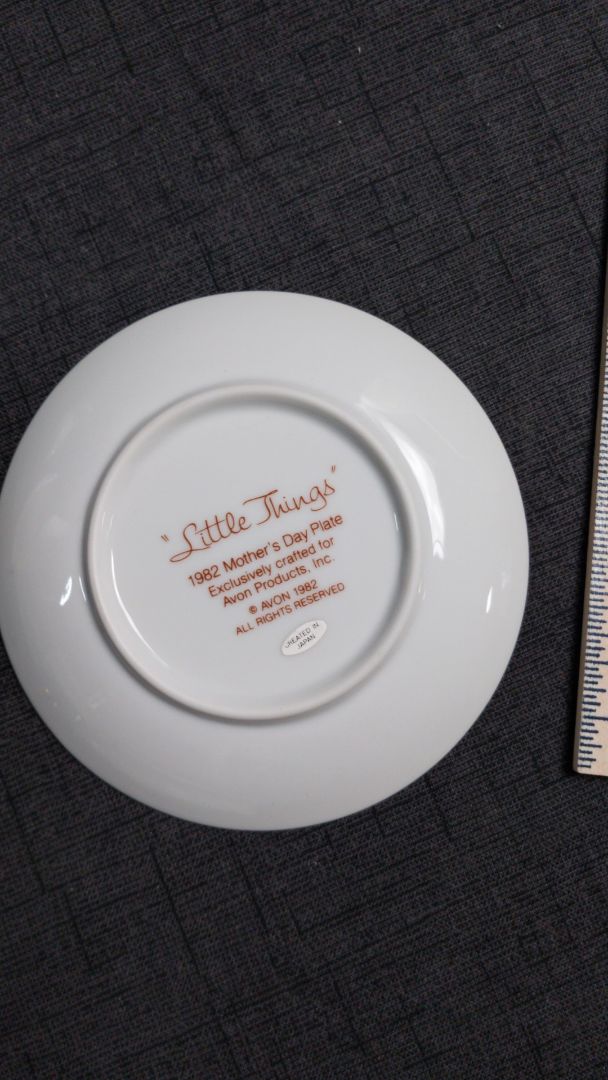 "Little Things"
1982 Mother's Day Plate
Exclusively crafted for
Avon Products, Inc.
© AVON 1982
ALL RIGHTS RESERVED
CREATED IN
JAPAN